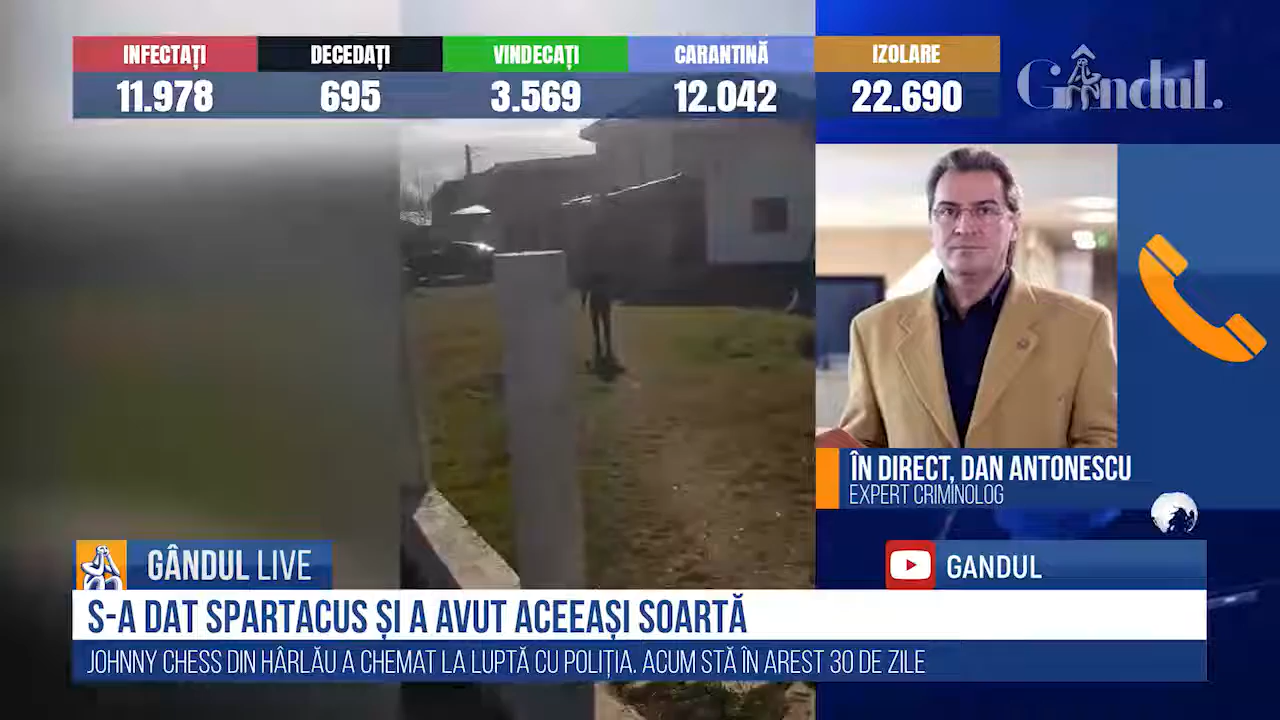 INFECTAȚI
DECEDAȚI
VINDECAȚI
CARANTINĂ
IZOLARE
11.978
695
3.569
12.042
22.690
Gândul.
ÎN DIRECT, DAN ANTONESCU
EXPERT CRIMINOLOG
GÂNDUL LIVE
GANDUL
S-A DAT SPARTACUS ȘI A AVUT ACEEAȘI SOARTĂ
JOHNNY CHESS DIN HÂRLĂU A CHEMAT LA LUPTĂ CU POLIȚIA. ACUM STĂ ÎN AREST 30 DE ZILE